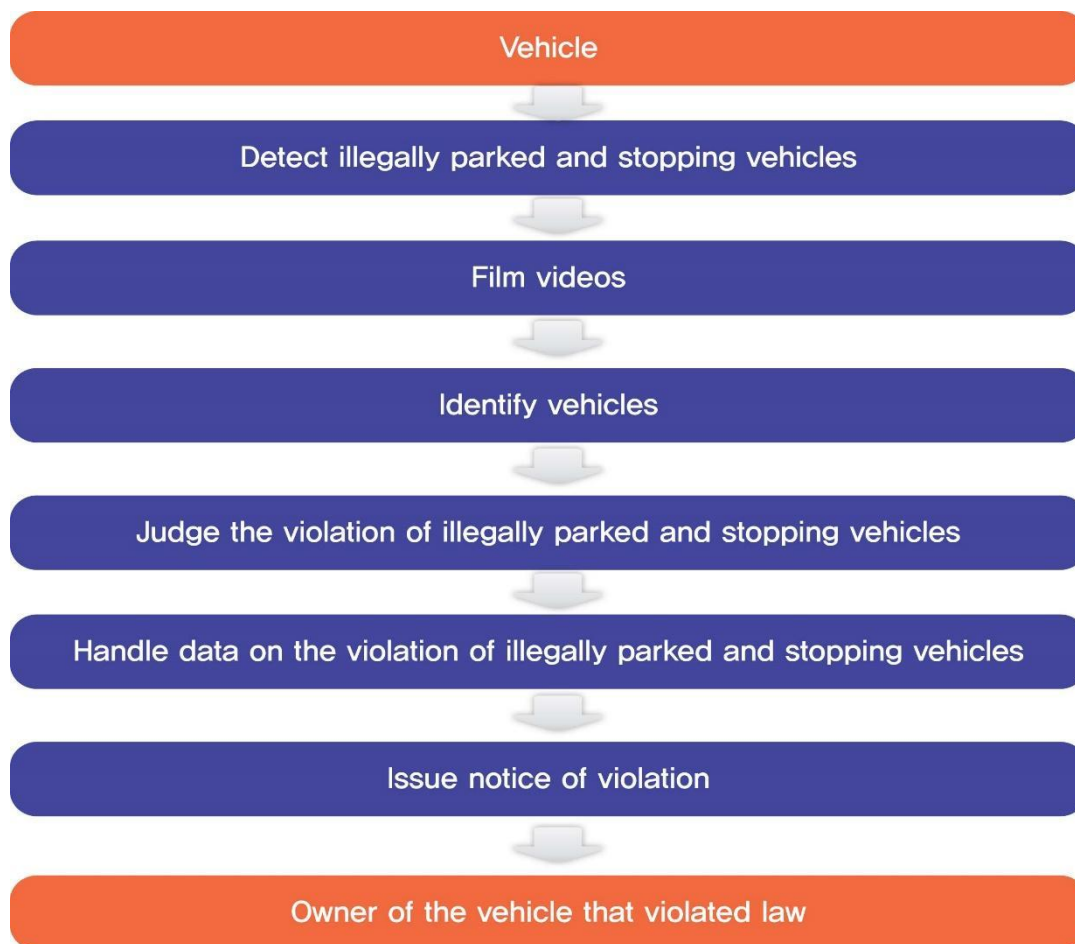 Vehicle
Detect illegally parked and stopping vehicles
Film videos
Identify vehicles
Judge the violation of illegally parked and stopping vehicles
Handle data on the violation of illegally parked and stopping vehicles
Issue notice of violation
Owner of the vehicle that violated law